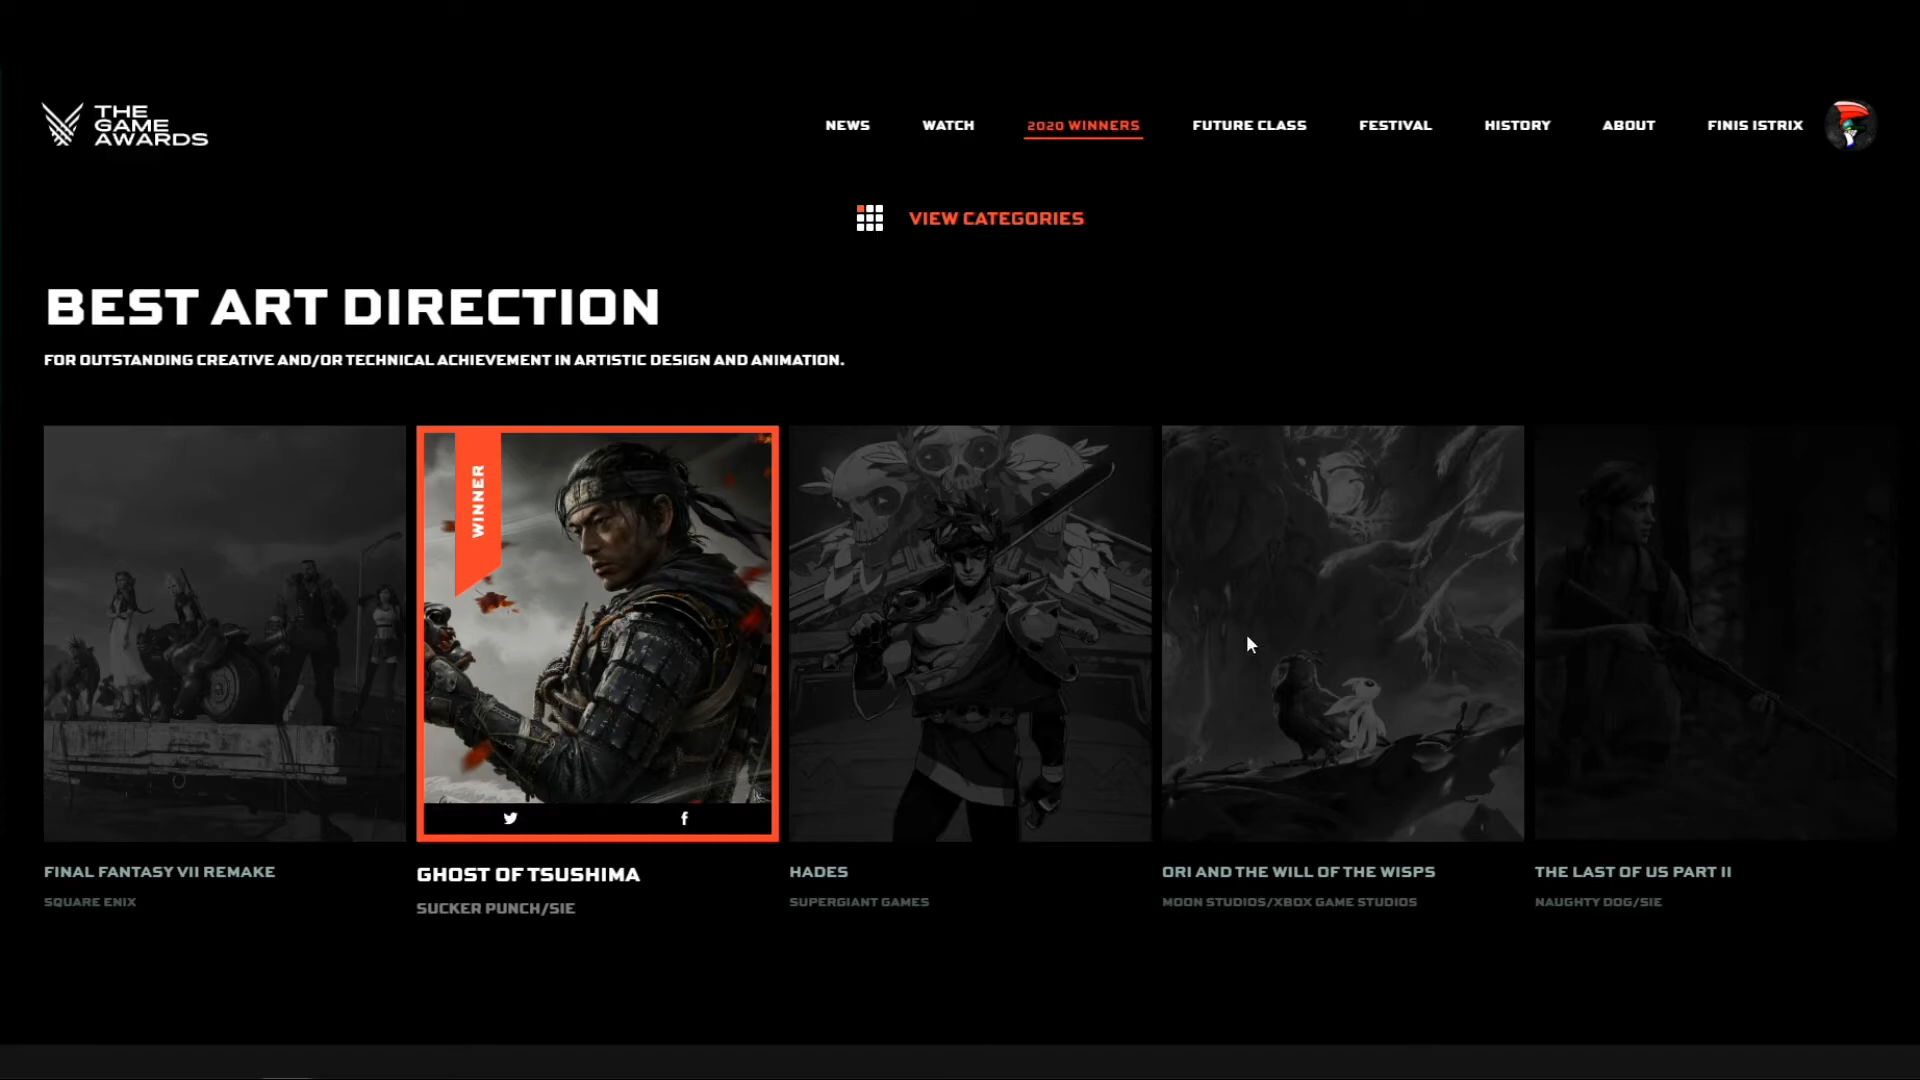 THE
GAME
AWARDS
NEWS
WATCH
2020 WINNERS
FUTURE CLASS
FESTIVAL
HISTORY
ABOUT
FINIS ISTRIX
VIEW CATEGORIES
BEST ART DIRECTION
FOR OUTSTANDING CREATIVE AND/OR TECHNICAL ACHIEVEMENT IN ARTISTIC DESIGN AND ANIMATION.
WINNER
FINAL FANTASY VII REMAKE
SQUARE ENIX
GHOST OF TSUSHIMA
SUCKER PUNCH/SIE
HADES
SUPERGIANT GAMES
ORI AND THE WILL OF THE WISPS
MOON STUDIOS/XBOX GAME STUDIOS
THE LAST OF US PART II
NAUGHTY DOG/SIE